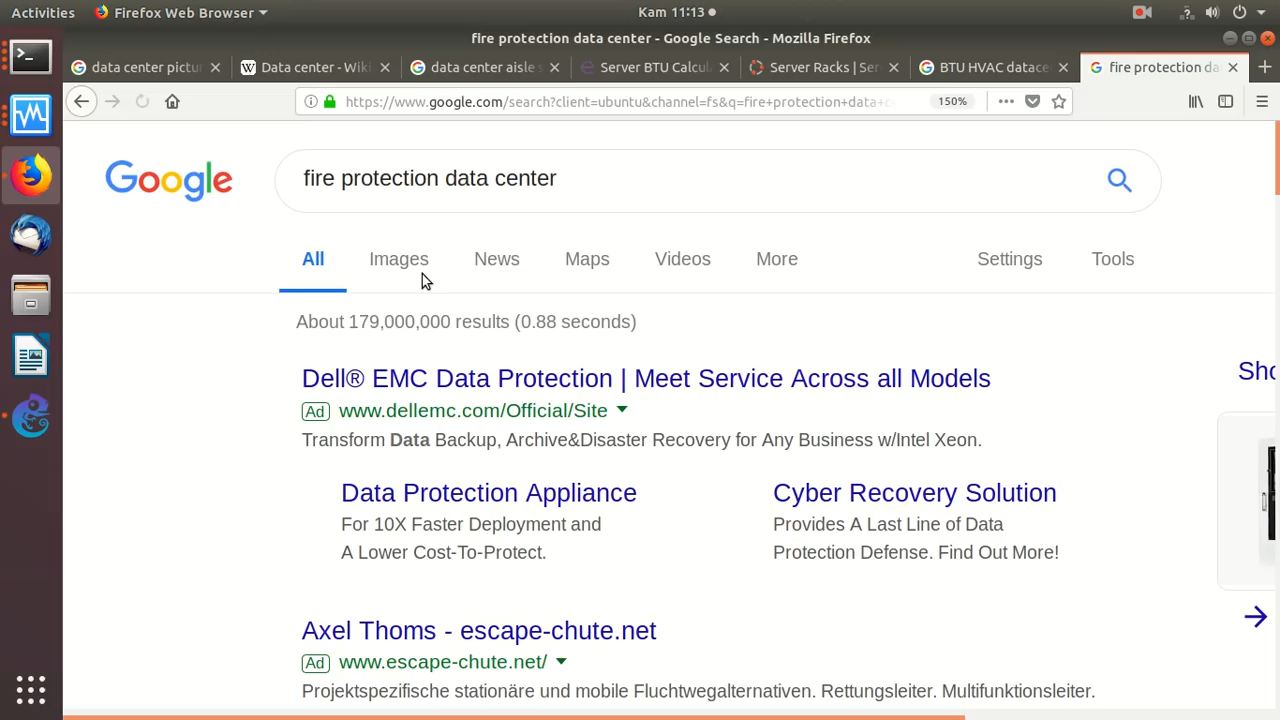 Activities Firefox Web Browser Kam 11:13
fire protection data center - Google Search - Mozilla Firefox
data center pictu Data center - Wiki data center aisle s Server BTU Calcu Server Racks | Ser BTU HVAC datace fire protection da
https://www.google.com/search?client=ubuntu&channel=fs&q=fire+protection+data+c 150%
Google fire protection data center
All Images News Maps Videos More Settings Tools
About 179,000,000 results (0.88 seconds)
Dell® EMC Data Protection | Meet Service Across all Models
Ad www.dellemc.com/Official/Site
Transform Data Backup, Archive&Disaster Recovery for Any Business w/Intel Xeon.
Sho
Data Protection Appliance
For 10X Faster Deployment and
A Lower Cost-To-Protect.
Cyber Recovery Solution
Provides A Last Line of Data
Protection Defense. Find Out More!
Axel Thoms - escape-chute.net
Ad www.escape-chute.net/
Projektspezifische stationäre und mobile Fluchtwegalternativen. Rettungsleiter. Multifunktionsleiter.